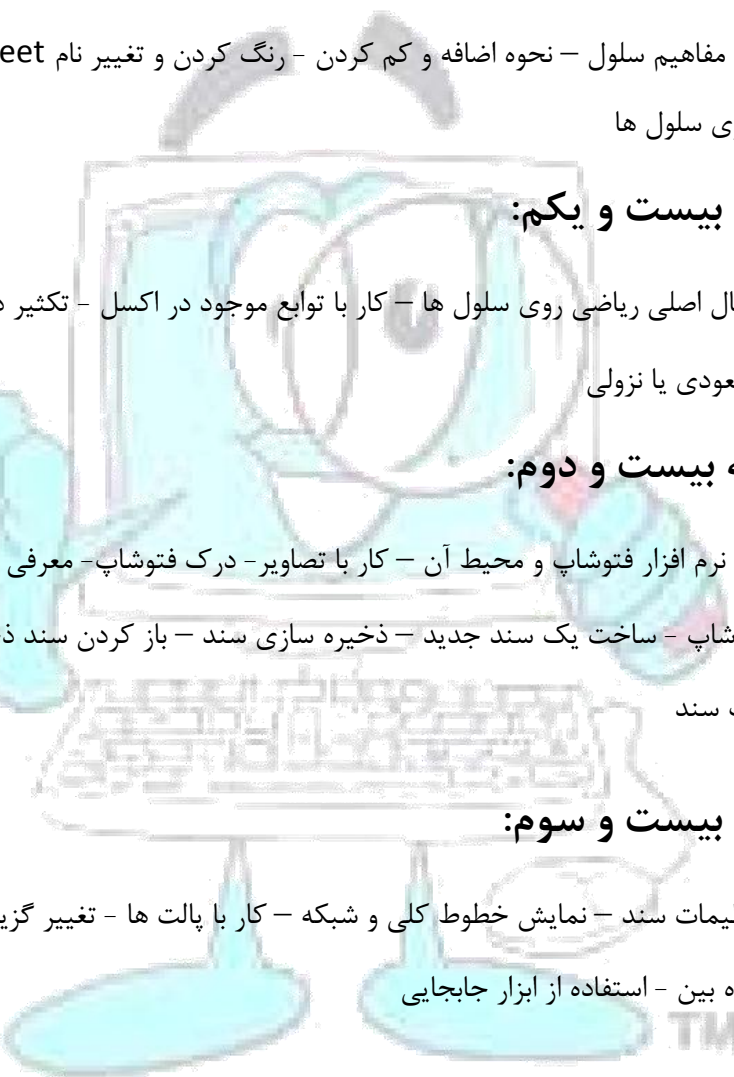 مفاهیم سلول – نحوه اضافه و کم کردن - رنگ کردن و تغییر نام eet
ی سلول ها
بیست و یکم:
ال اصلی ریاضی روی سلول ها – کار با توابع موجود در اکسل - تکثیر د
عودی یا نزولی
ه بیست و دوم:
نرم افزار فتوشاپ و محیط آن – کار با تصاویر- درک فتوشاپ- معرفی
شاپ - ساخت یک سند جدید – ذخیره سازی سند – باز کردن سند ذ
سند
بیست و سوم:
یمات سند – نمایش خطوط کلی و شبکه – کار با پالت ها - تغییر گزی
ه بین - استفاده از ابزار جابجایی